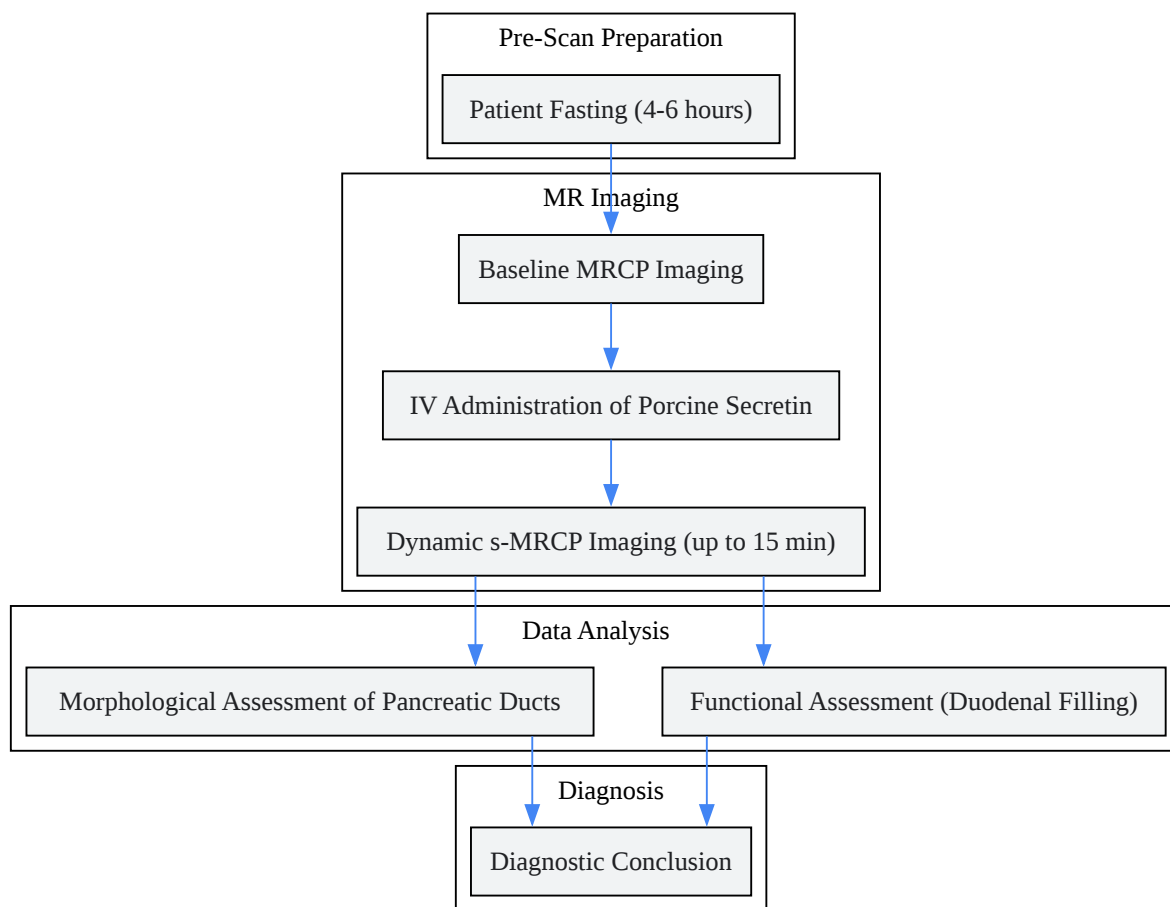 Pre-Scan Preparation
Patient Fasting (4-6 hours)
MR Imaging
Baseline MRCP Imaging
IV Administration of Porcine Secretin
Dynamic s-MRCP Imaging (up to 15 min)
Data Analysis
Morphological Assessment of Pancreatic Ducts
Functional Assessment (Duodenal Filling)
Diagnosis
Diagnostic Conclusion